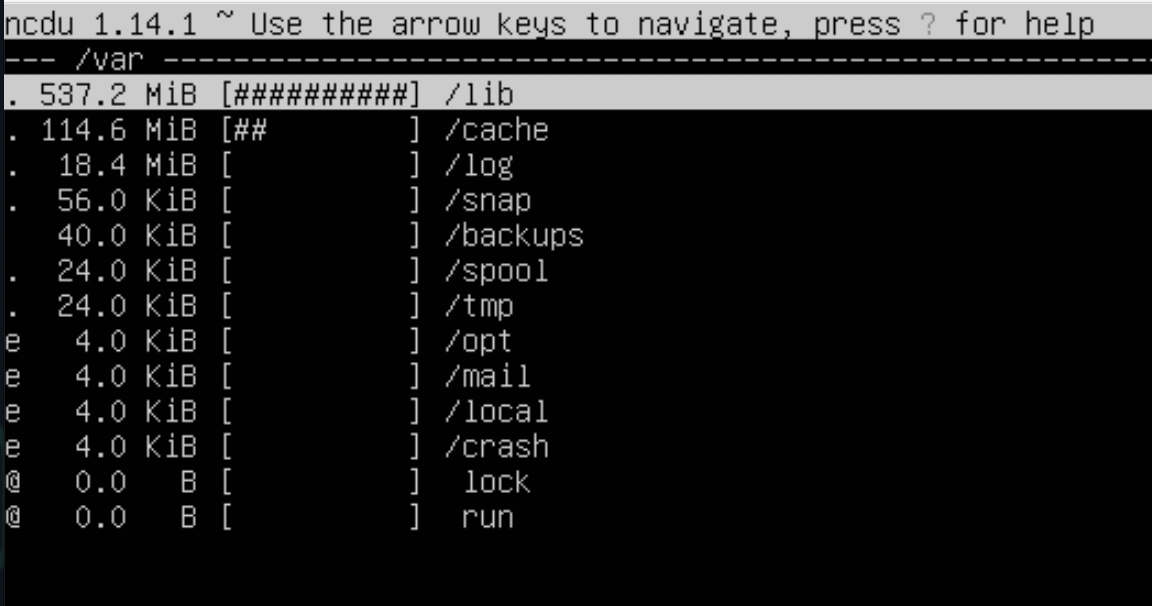 ncdu 1.14.1 ~ Use the arrow keys to navigate, press ? for help
--- /var ---------------------------------------------------------
. 537.2 MiB [##########] /lib
. 114.6 MiB [##        ] /cache
.  18.4 MiB [          ] /log
.  56.0 KiB [          ] /snap
   40.0 KiB [          ] /backups
.  24.0 KiB [          ] /spool
.  24.0 KiB [          ] /tmp
e   4.0 KiB [          ] /opt
e   4.0 KiB [          ] /mail
e   4.0 KiB [          ] /local
e   4.0 KiB [          ] /crash
@   0.0   B [          ]  lock
@   0.0   B [          ]  run